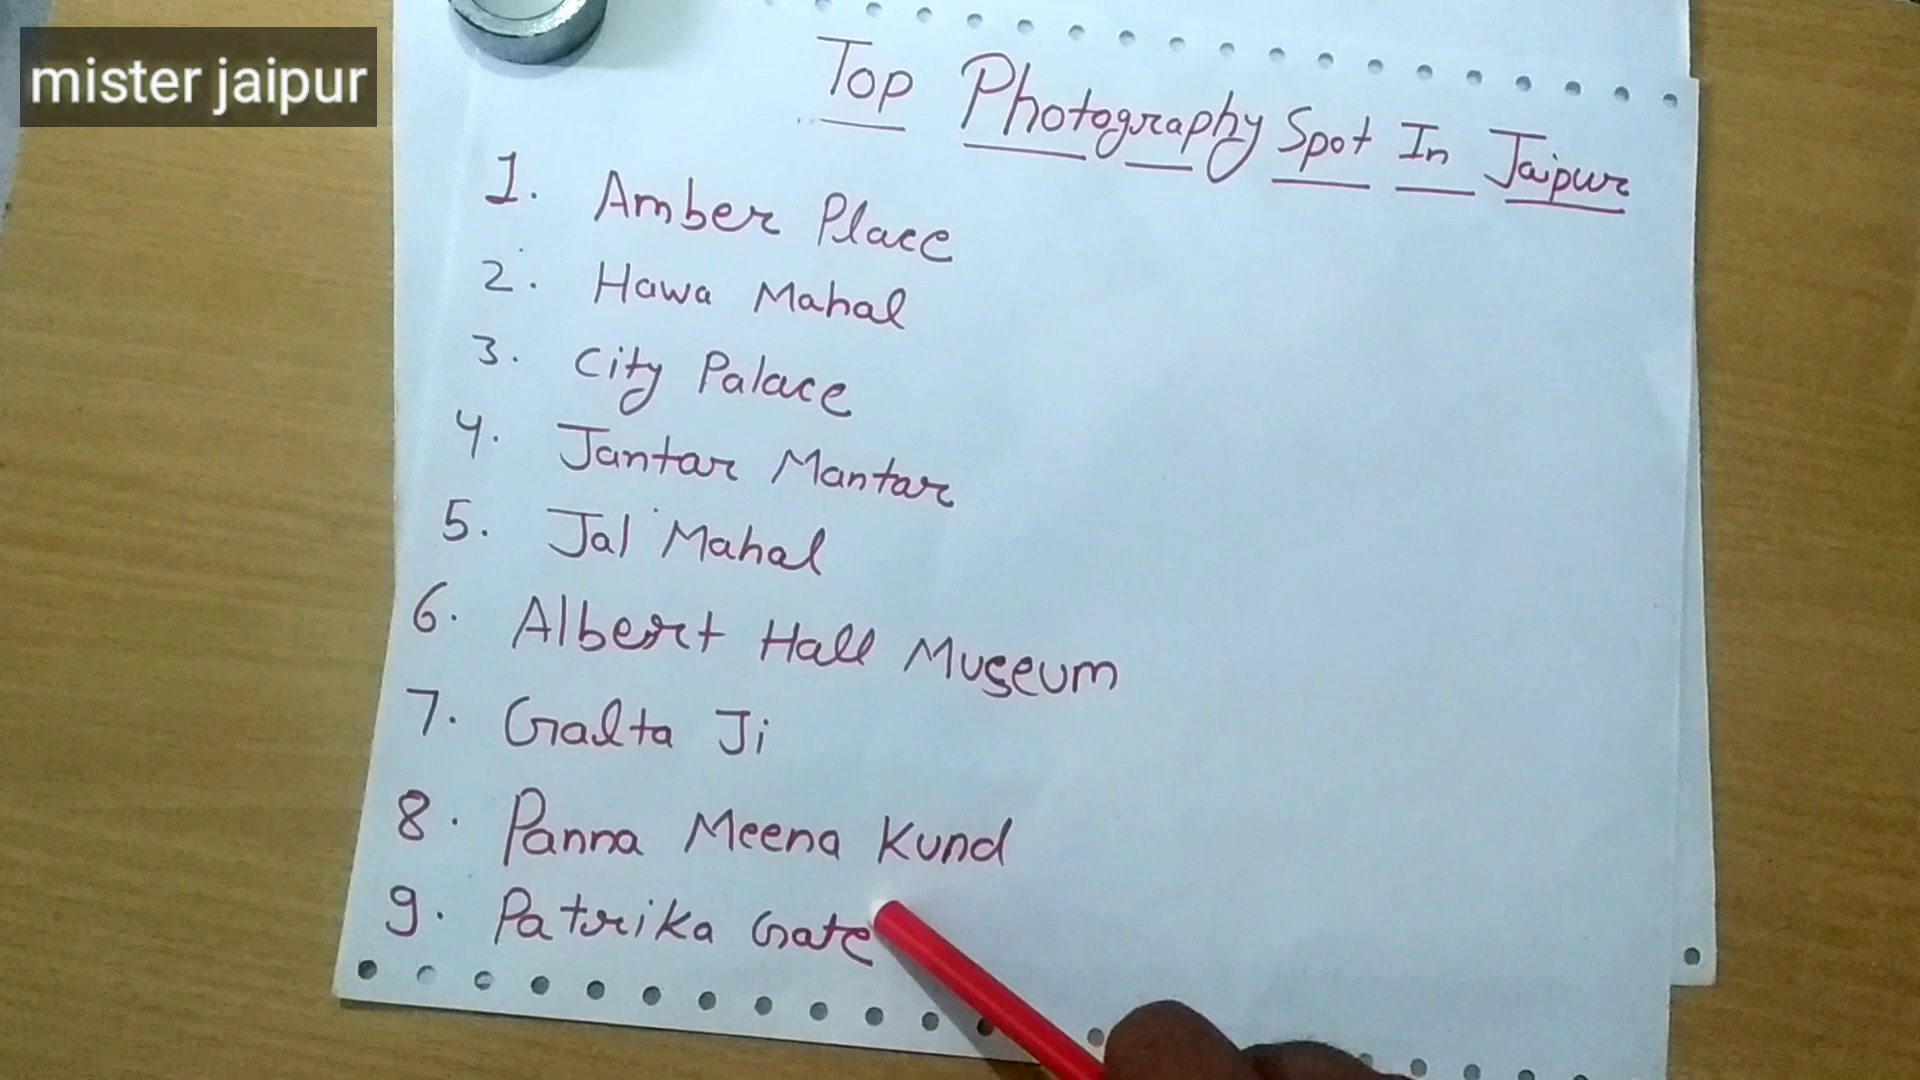 mister jaipur
Top Photography Spot In Jaipur
1. Amber Place
2. Hawa Mahal
3. City Palace
4. Jantar Mantar
5. Jal Mahal
6. Albert Hall Museum
7. Galta Ji
8. Panna Meena Kund
9. Patrika Gate